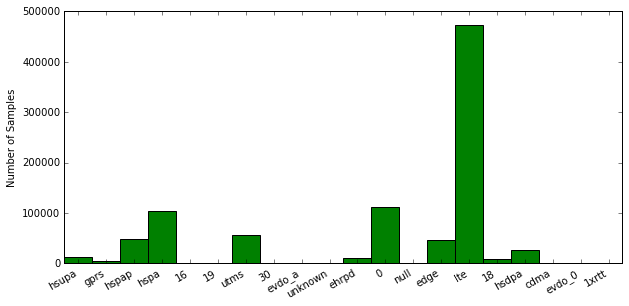 500000
400000
300000
200000
100000
0
Number of Samples
hsupa
gprs
hspap
hspa
16
19
utms
30
evdo_a
unknown
ehrpd
0
null
edge
lte
18
hsdpa
cdma
evdo_0
1xrtt